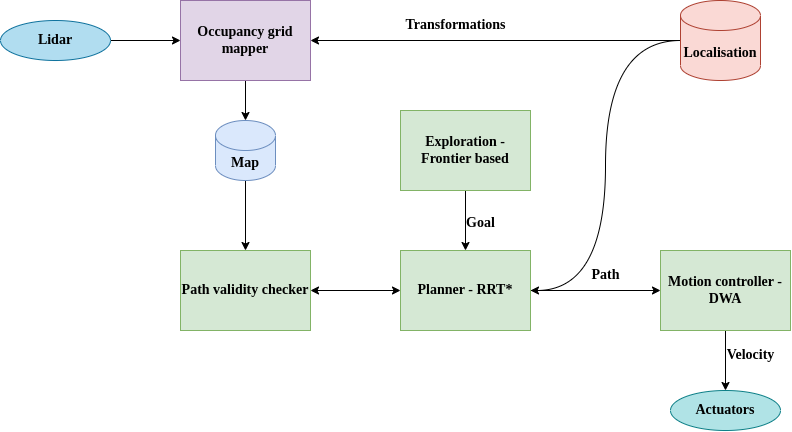 Lidar
Occupancy grid
mapper
Transformations
Localisation
Map
Exploration -
Frontier based
Goal
Path validity checker
Planner - RRT*
Path
Motion controller -
DWA
Velocity
Actuators